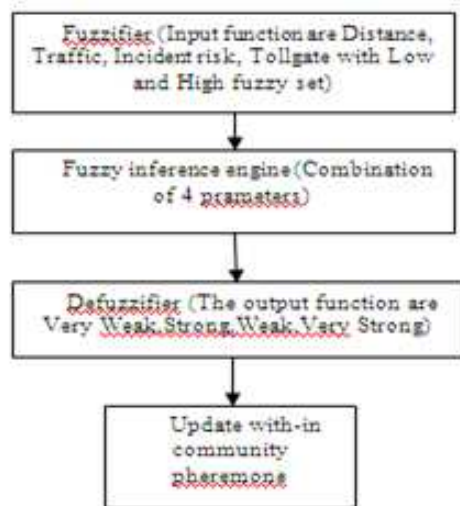 Fuzzifier (Input function are Distance,
Traffic, Incident risk, Tollgate with Low
and High fuzzy set)
Fuzzy inference engine (Combination
of 4 prameters)
Defuzzifier (The output function are
Very Weak,Strong,Weak,Very Strong)
Update with-in
community
pheremone